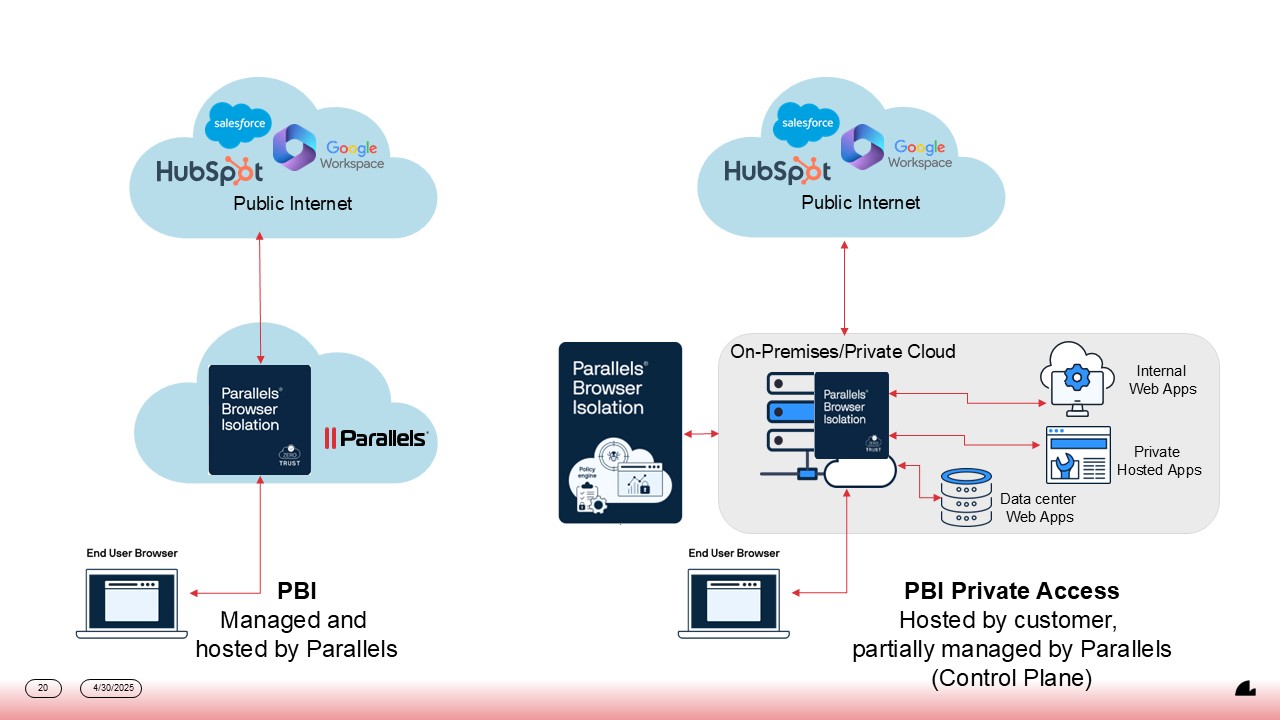 salesforce
HubSpot
Google
Workspace
Public Internet
Parallels®
Browser
Isolation
ZERO
TRUST
Parallels®
End User Browser
PBI
Managed and
hosted by Parallels
salesforce
HubSpot
Google
Workspace
Public Internet
Parallels®
Browser
Isolation
Policy
engine
On-Premises/Private Cloud
Parallels®
Browser
Isolation
ZERO
TRUST
Internal
Web Apps
Private
Hosted Apps
Data center
Web Apps
End User Browser
PBI Private Access
Hosted by customer,
partially managed by Parallels
(Control Plane)
20
4/30/2025